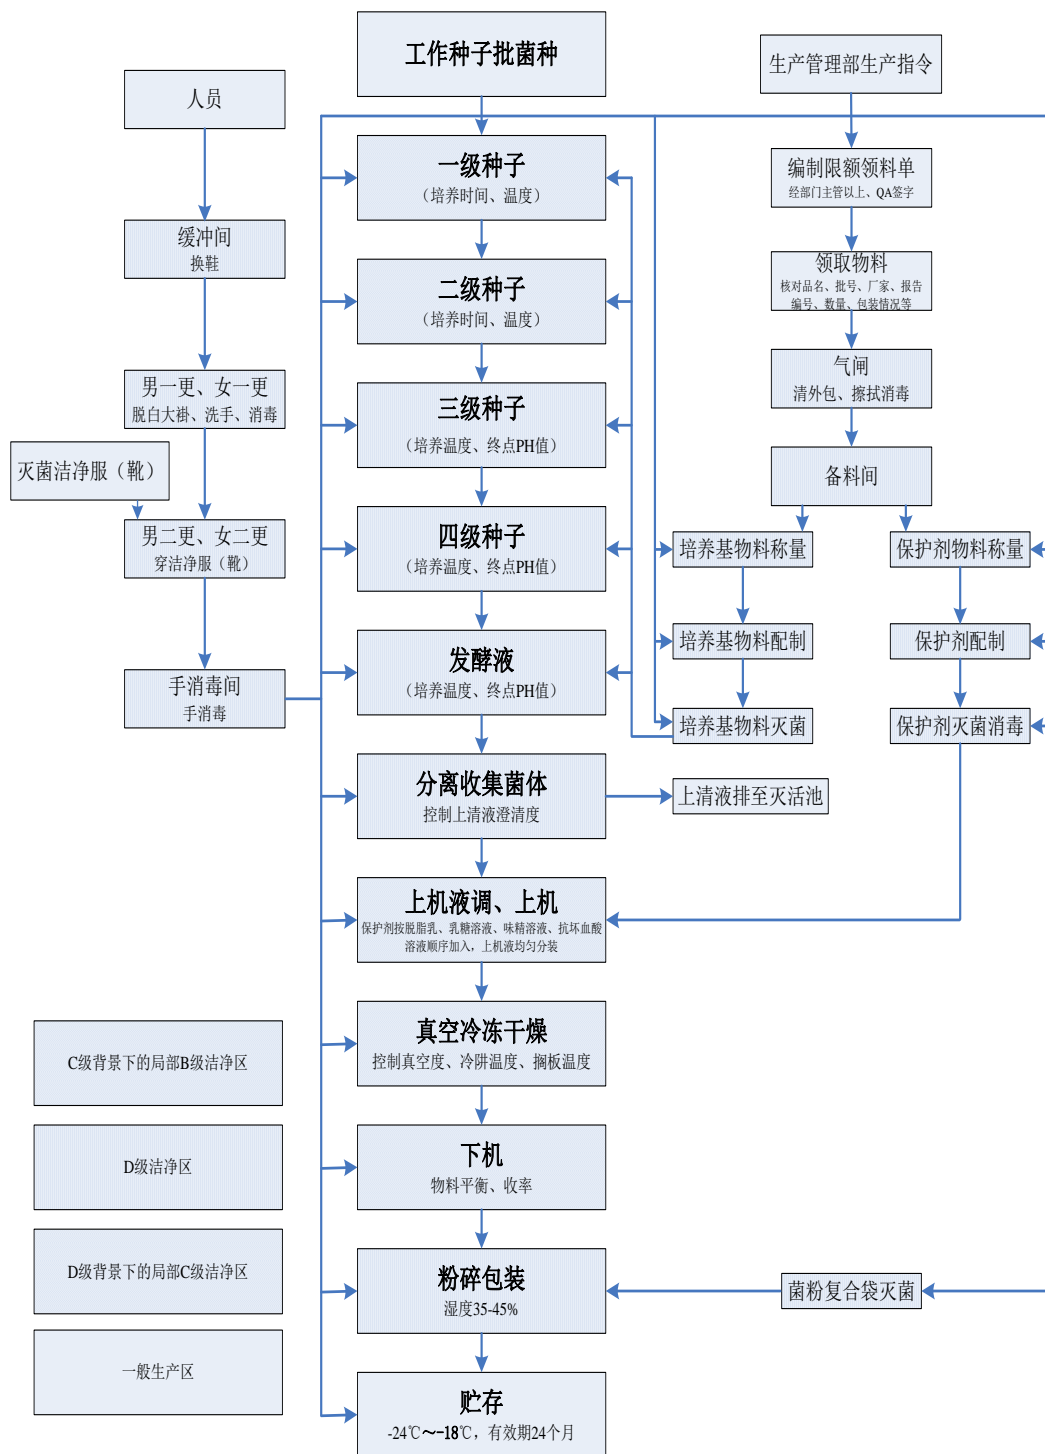 工作种子批菌种
生产管理部生产指令
人员
一级种子
（培养时间、温度）
编制限额领料单
经部门主管以上、QA签字
缓冲间
换鞋
二级种子
（培养时间、温度）
领取物料
核对品名、批号、厂家、报告
编号、数量、包装情况等
男一更、女一更
脱白大褂、洗手、消毒
三级种子
（培养温度、终点PH值）
气闸
清外包、擦拭消毒
灭菌洁净服（靴）
备料间
男二更、女二更
穿洁净服（靴）
四级种子
（培养温度、终点PH值）
培养基物料称量
保护剂物料称量
发酵液
（培养温度、终点PH值）
培养基物料配制
保护剂配制
手消毒间
手消毒
培养基物料灭菌
保护剂灭菌消毒
分离收集菌体
控制上清液澄清度
上清液排至灭活池
上机液调、上机
保护剂按脱脂乳、乳糖溶液、味精溶液、抗坏血酸
溶液顺序加入，上机液均匀分装
真空冷冻干燥
控制真空度、冷阱温度、搁板温度
C级背景下的局部B级洁净区
下机
物料平衡、收率
D级洁净区
粉碎包装
湿度35-45%
D级背景下的局部C级洁净区
菌粉复合袋灭菌
一般生产区
贮存
-24℃～-18℃，有效期24个月